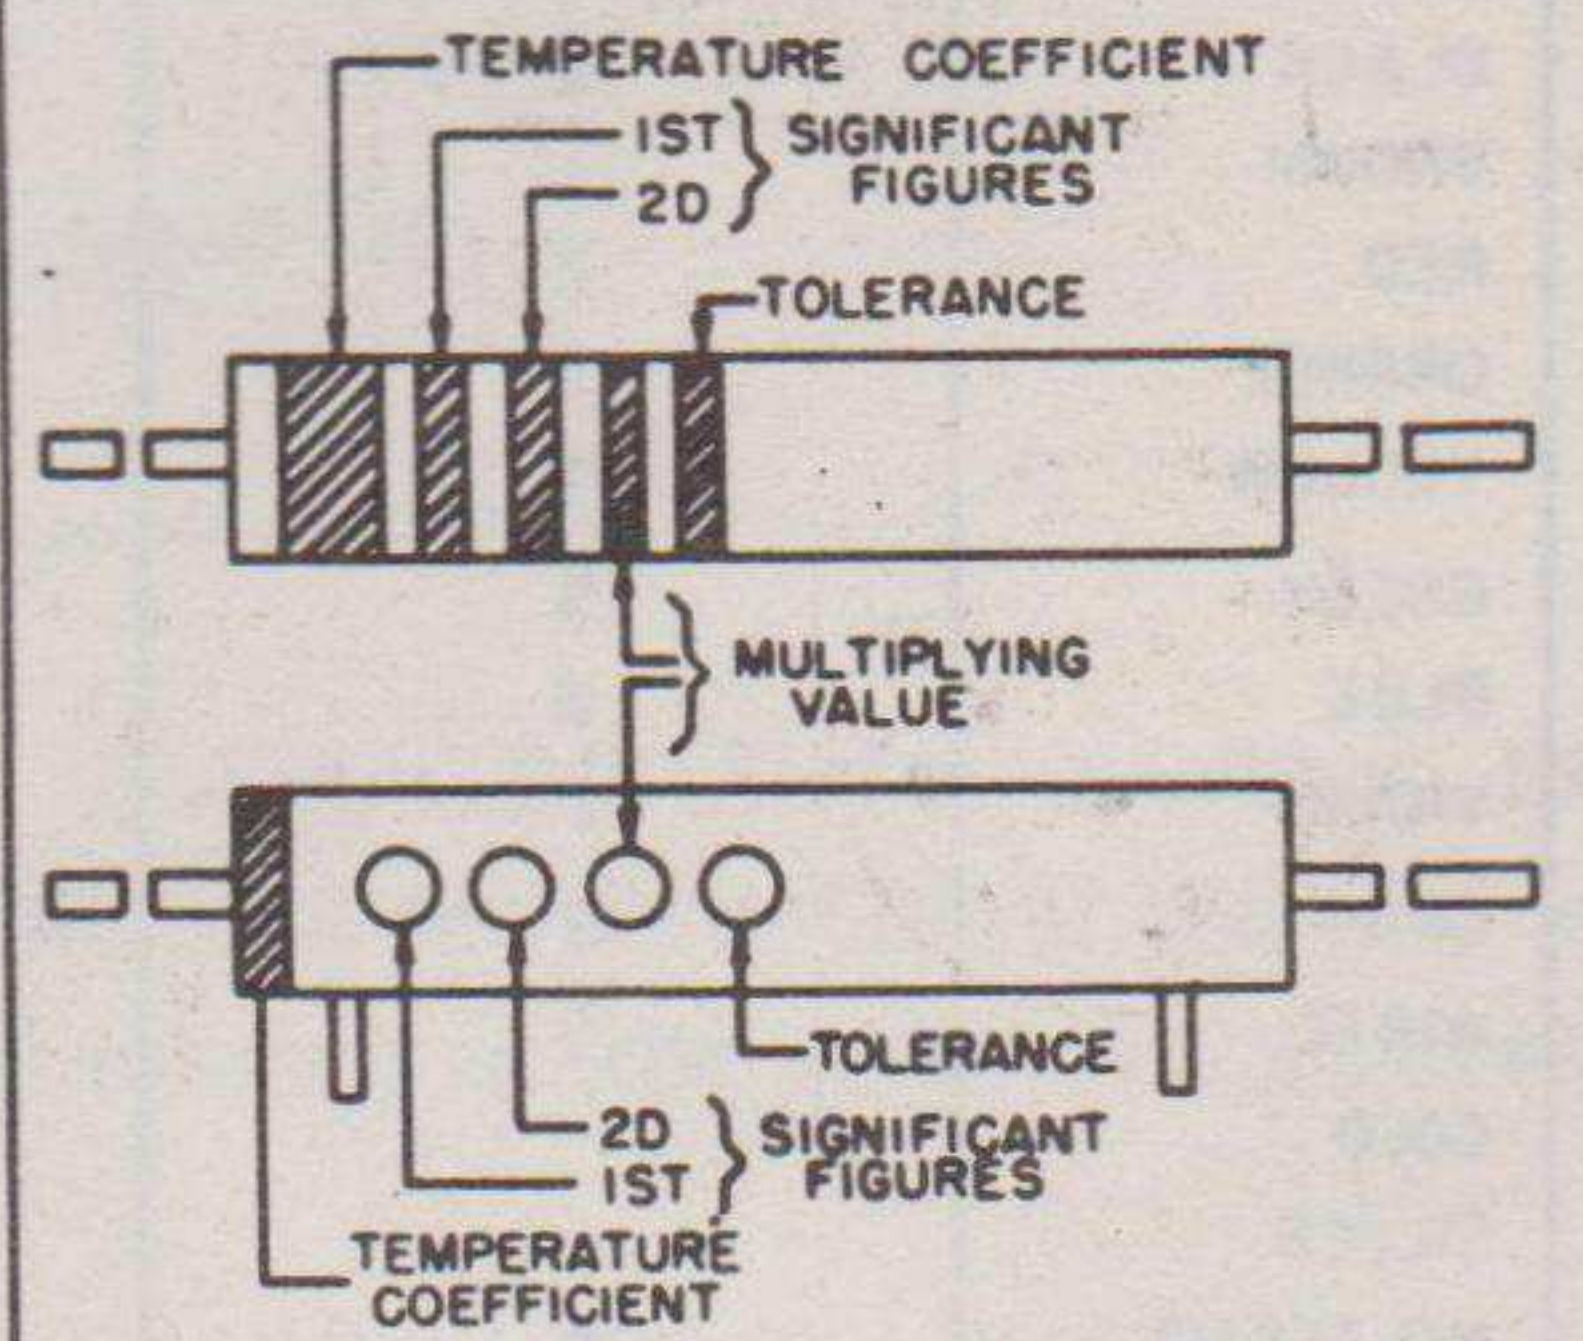 TEMPERATURE COEFFICIENT
1ST
2D
SIGNIFICANT
FIGURES
TOLERANCE
MULTIPLYING
VALUE
TOLERANCE
2D
1ST
SIGNIFICANT
FIGURES
TEMPERATURE
COEFFICIENT